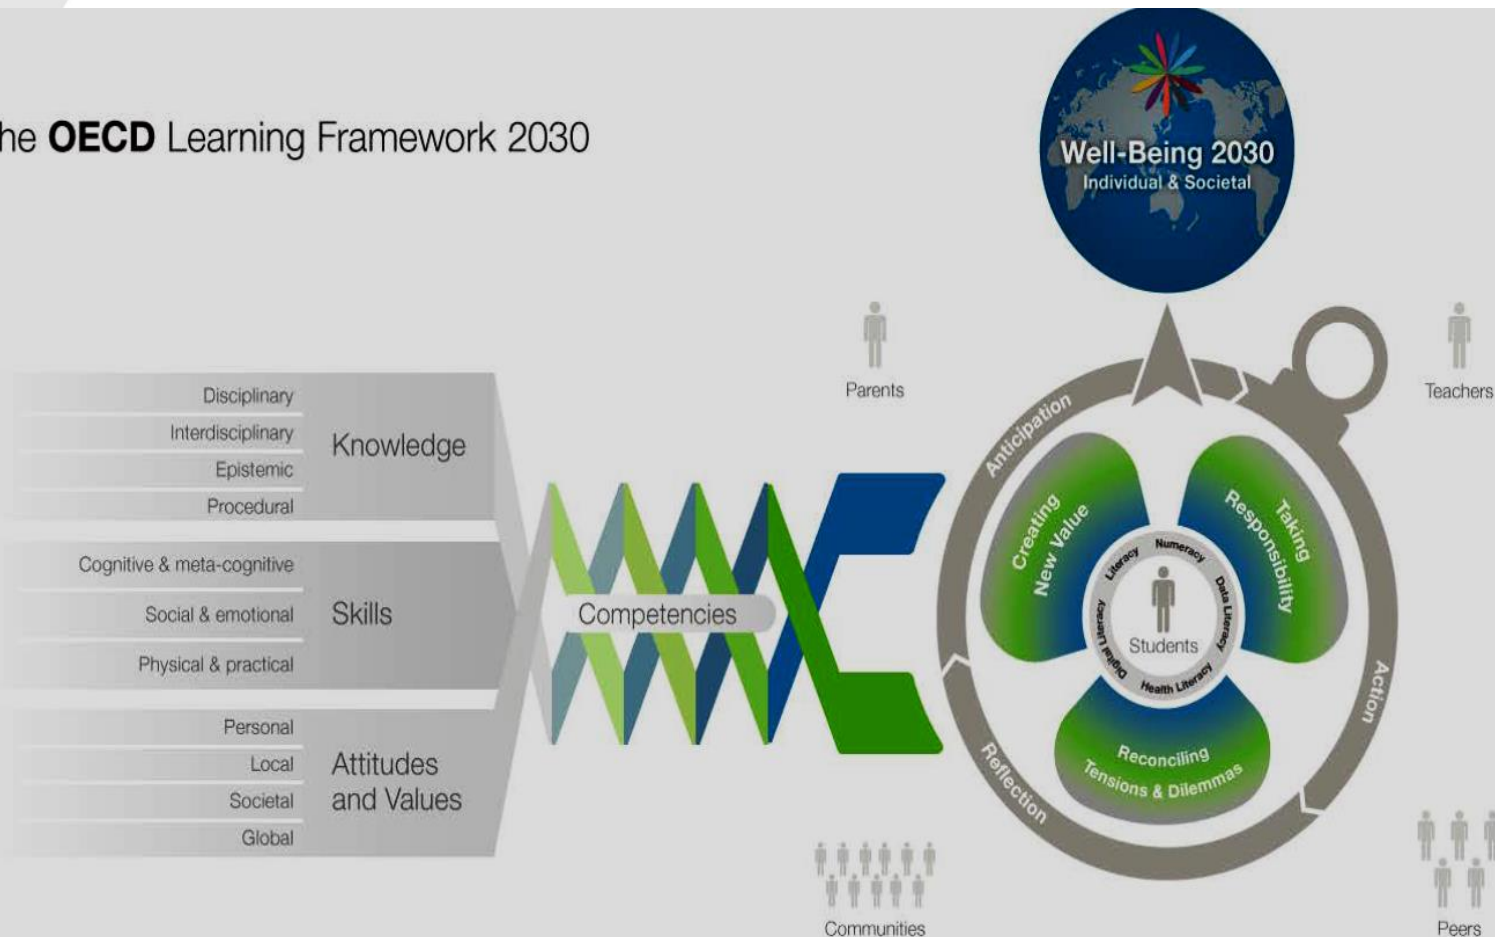 he OECD Learning Framework 2030
Well-Being 2030
Individual & Societal
Parents
Teachers
Disciplinary
Interdisciplinary
Epistemic
Procedural
Knowledge
Cognitive & meta-cognitive
Social & emotional
Physical & practical
Skills
Personal
Local
Societal
Global
Attitudes
and Values
Competencies
Anticipation
Action
Reflection
Creating
New Value
Taking
Responsibility
Reconciling
Tensions & Dilemmas
Literacy
Numeracy
Data Literacy
Health Literacy
Digital Literacy
Students
Communities
Peers